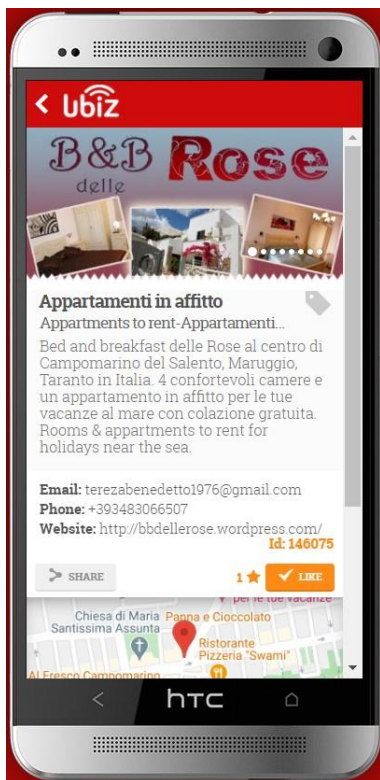 ubiz
B&B Rose
delle
Appartamenti in affitto
Appartments to rent-Appartamenti...
Bed and breakfast delle Rose al centro di
Campomarino del Salento, Maruggio,
Taranto in Italia. 4 confortevoli camere e
un appartamento in affitto per le tue
vacanze al mare con colazione gratuita.
Rooms & appartments to rent for
holidays near the sea.
Email: terezabenedetto1976@gmail.com
Phone: +393483066507
Website: http://bbdellerose.wordpress.com/
Id: 146075
SHARE 1 LIKE
per le tue vacanze
Chiesa di Maria Panna e Cioccolato
Santissima Assunta
Ristorante
Pizzeria "Swami"
Al Fresco Campomarino
hTC